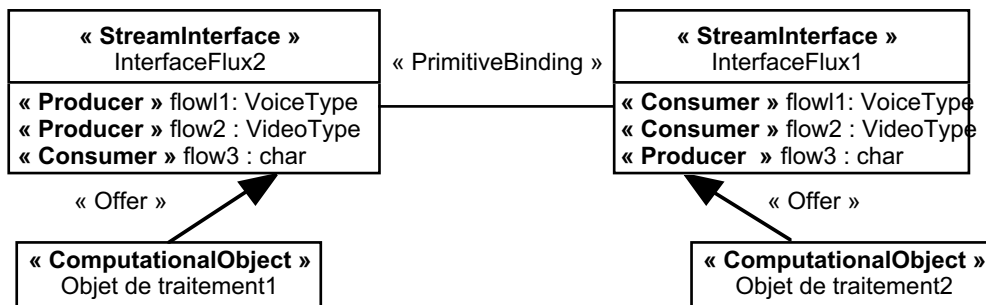 « StreamInterface »
InterfaceFlux2
« Producer » flowl1: VoiceType
« Producer » flow2 : VideoType
« Consumer » flow3 : char
« PrimitiveBinding »
« StreamInterface »
InterfaceFlux1
« Consumer » flowl1: VoiceType
« Consumer » flow2 : VideoType
« Producer » flow3 : char
« Offer »
« Offer »
« ComputationalObject »
Objet de traitement1
« ComputationalObject »
Objet de traitement2